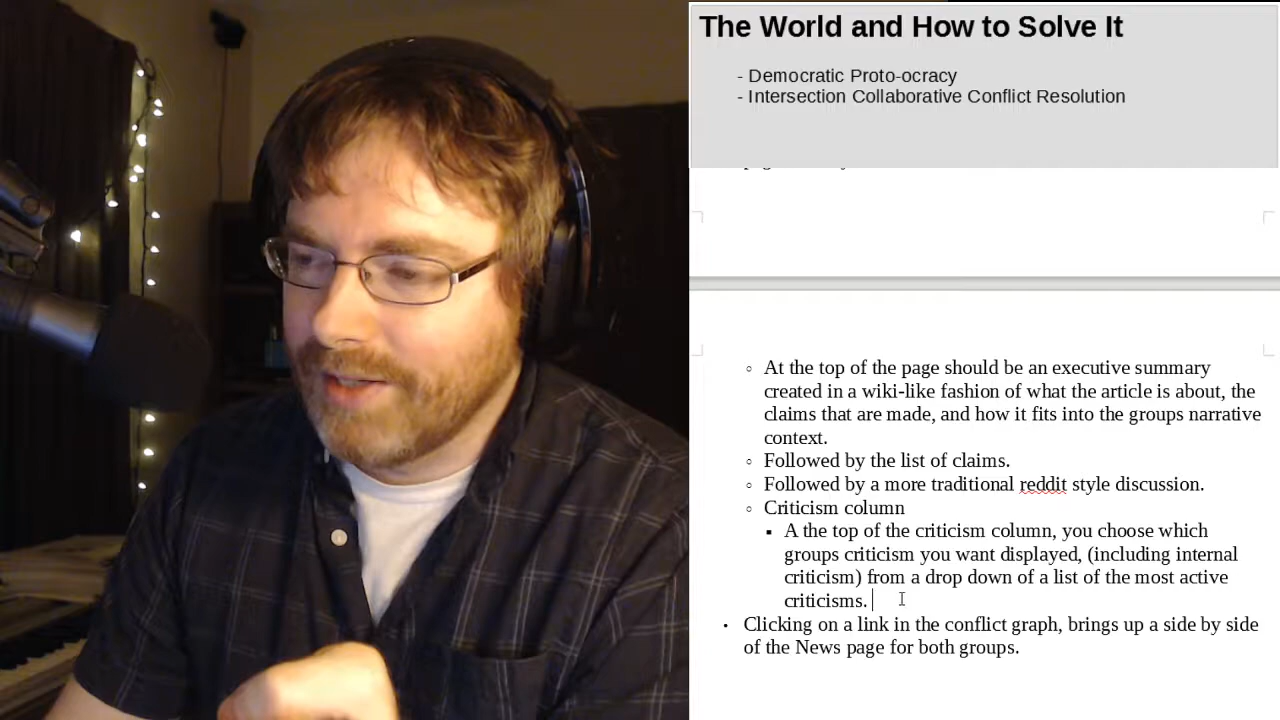 The World and How to Solve It
- Democratic Proto-ocracy
- Intersection Collaborative Conflict Resolution
◦ At the top of the page should be an executive summary
created in a wiki-like fashion of what the article is about, the
claims that are made, and how it fits into the groups narrative
context.
◦ Followed by the list of claims.
◦ Followed by a more traditional reddit style discussion.
◦ Criticism column
▪ A the top of the criticism column, you choose which
groups criticism you want displayed, (including internal
criticism) from a drop down of a list of the most active
criticisms.
• Clicking on a link in the conflict graph, brings up a side by side
of the News page for both groups.